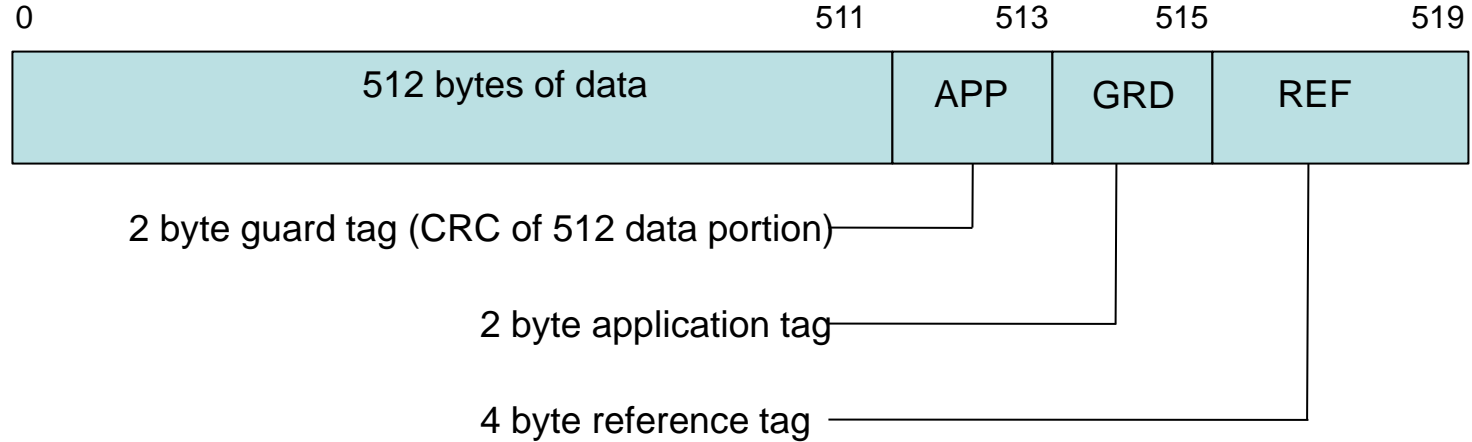 0 511 513 515 519
512 bytes of data APP GRD REF
2 byte guard tag (CRC of 512 data portion)
2 byte application tag
4 byte reference tag